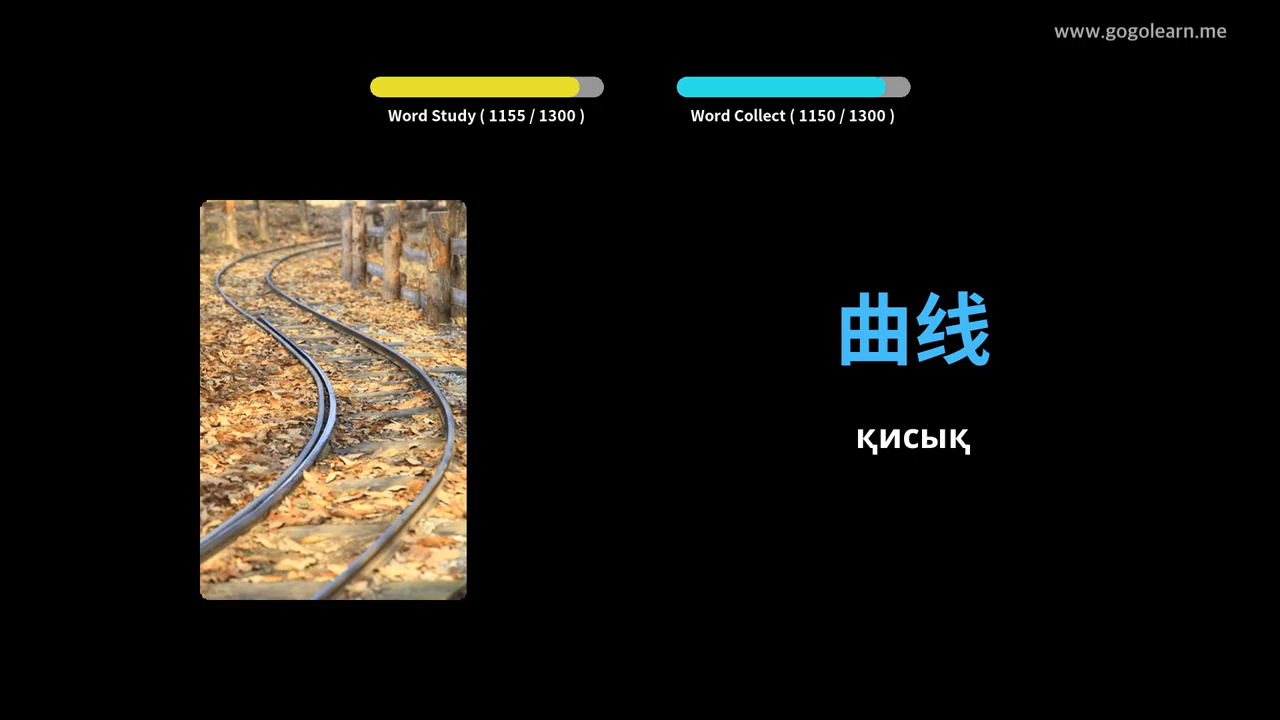 www.gogolearn.me
Word Study ( 1155 / 1300 )
Word Collect ( 1150 / 1300 )
曲线
қисық